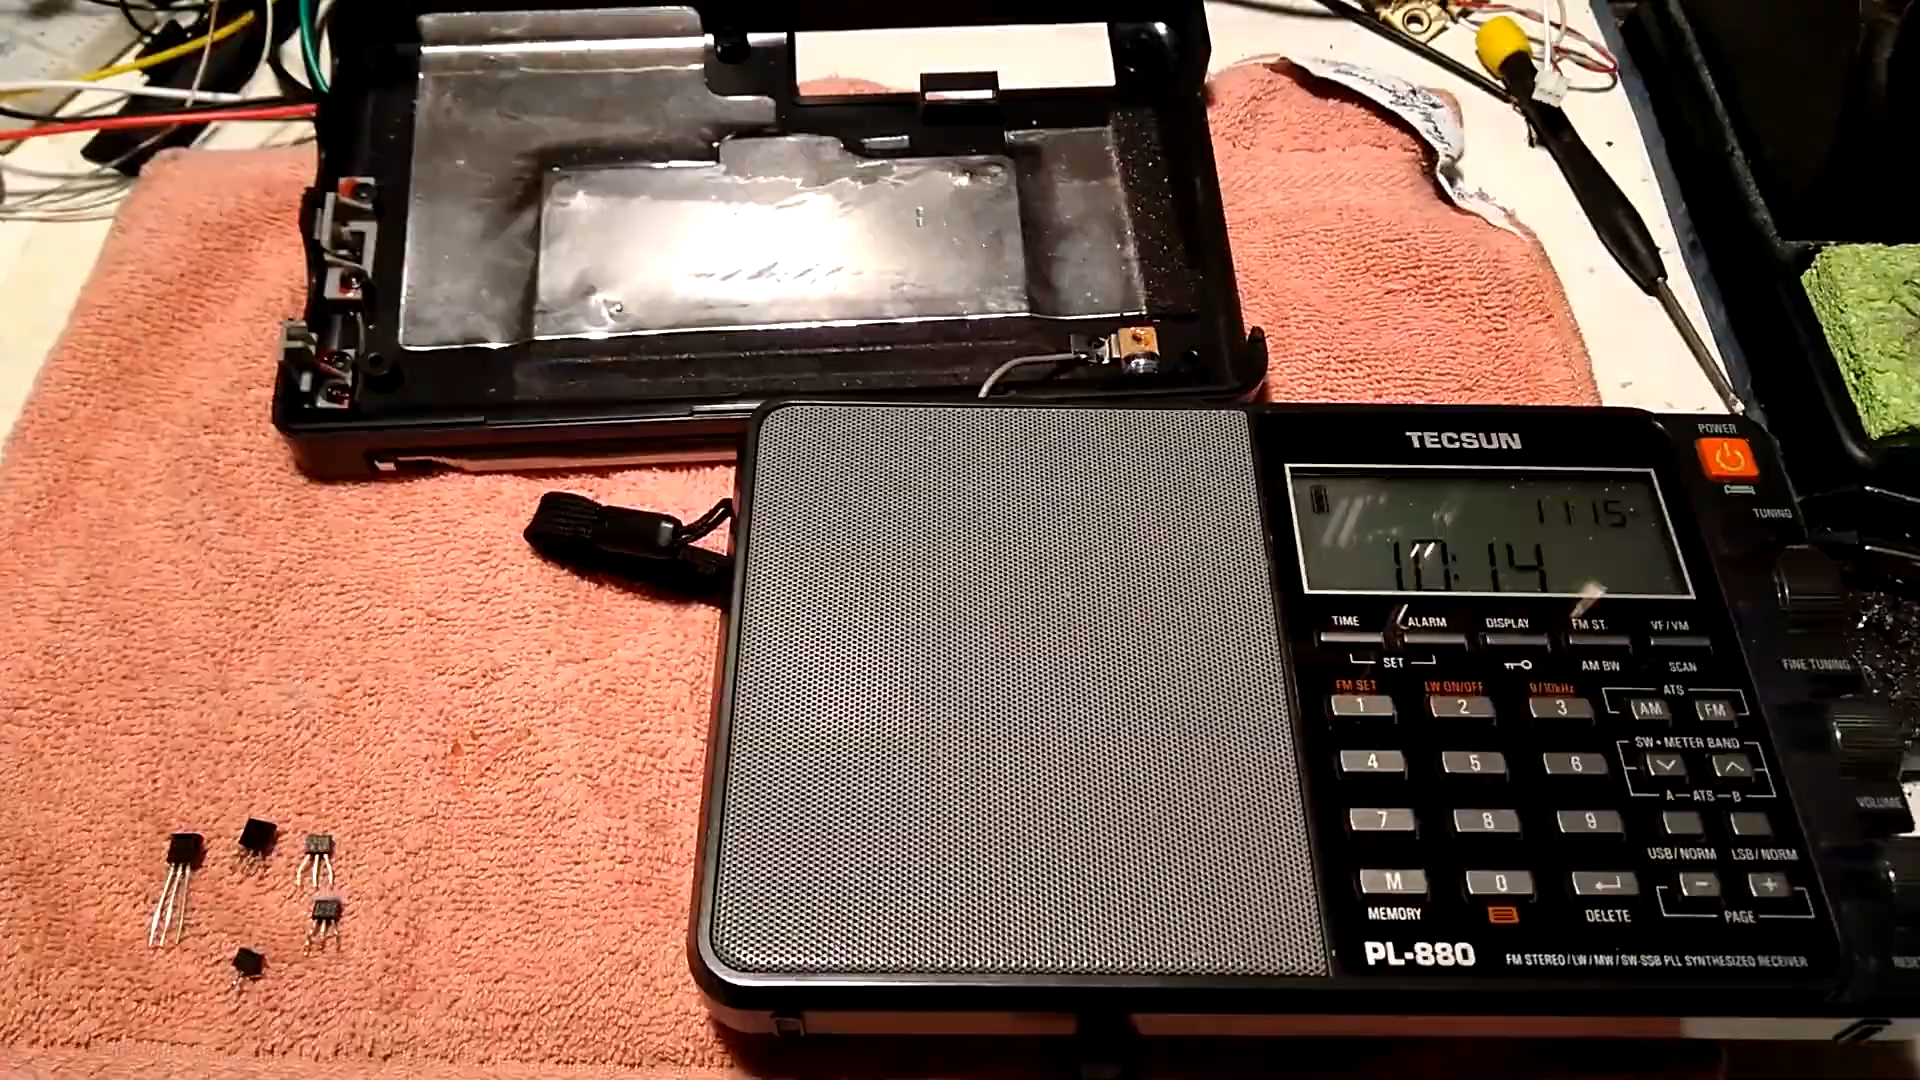 TECSUN
POWER
1115
10:14
TUNING
TIME ALARM DISPLAY FM ST. VF/VM
SET AM BW SCAN
FINE TUNING
FM SET LW ON/OFF 9/10kHz ATS
1 2 3 AM FM
SW•METER BAND
4 5 6
A—ATS—B
VOLUME
7 8 9
USB/NORM LSB/NORM
M 0 - +
MEMORY DELETE PAGE
PL-880 FM STEREO/LW/MW/SW-SSB PLL SYNTHESIZED RECEIVER